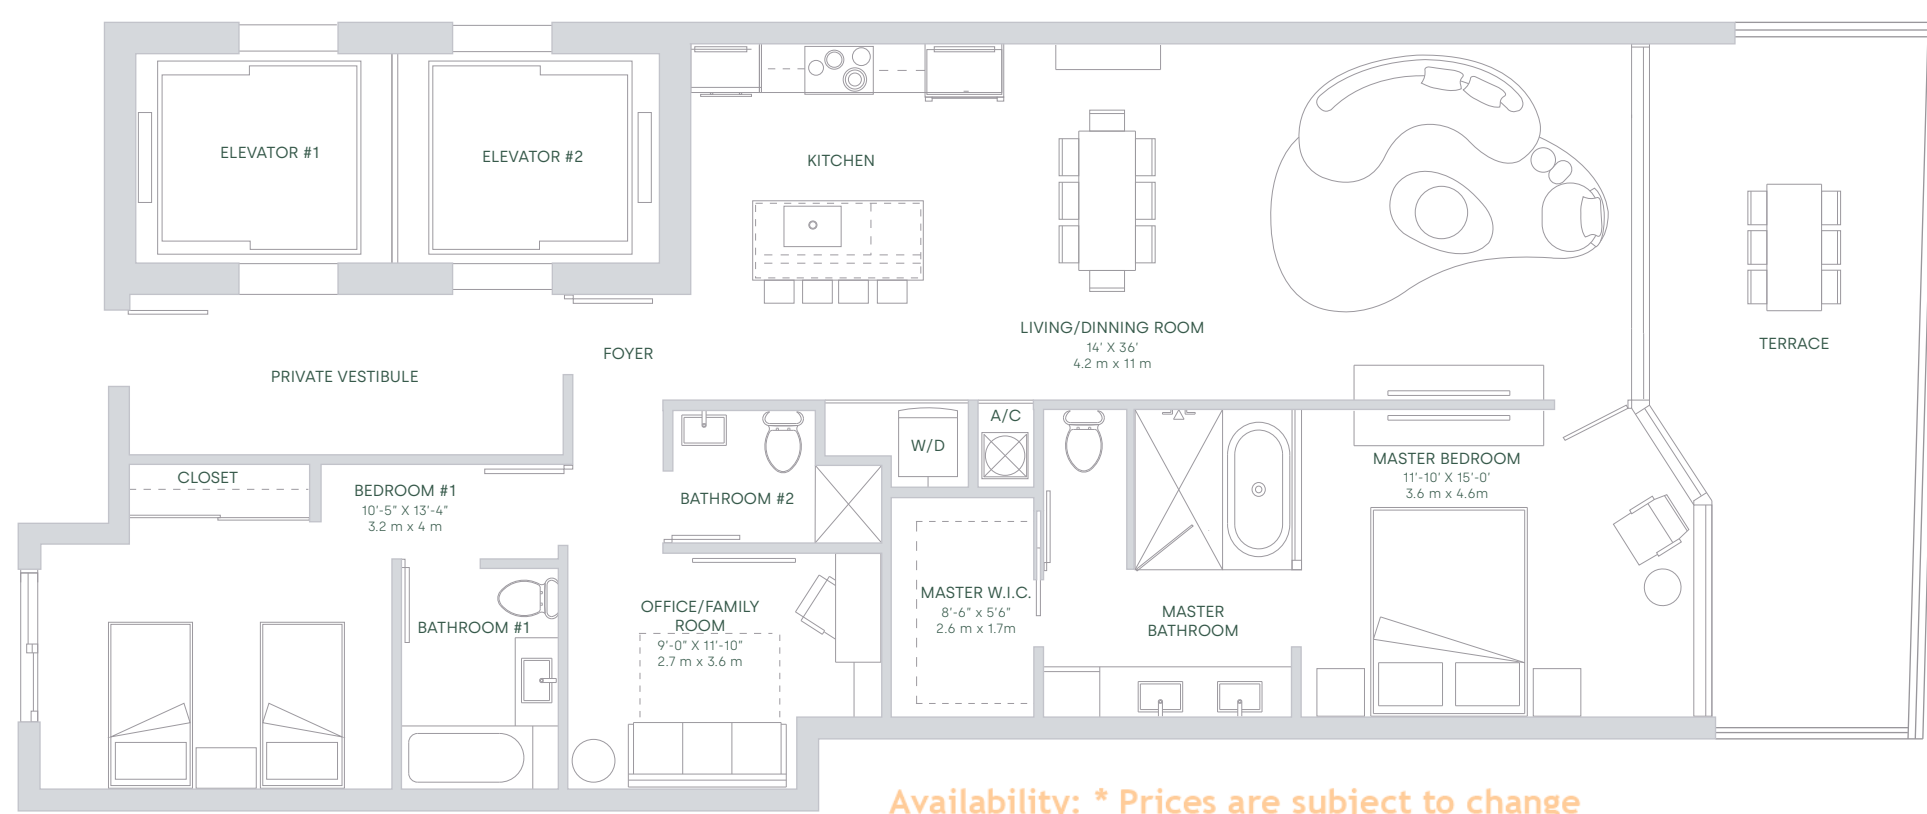 ELEVATOR #1
ELEVATOR #2
KITCHEN
LIVING/DINNING ROOM
14' X 36'
4.2 m x 11 m
TERRACE
FOYER
PRIVATE VESTIBULE
A/C
W/D
CLOSET
BEDROOM #1
10'-5" X 13'-4"
3.2 m x 4 m
BATHROOM #2
MASTER BEDROOM
11'-10' X 15'-0'
3.6 m x 4.6m
BATHROOM #1
OFFICE/FAMILY
ROOM
9'-0" X 11'-10"
2.7 m x 3.6 m
MASTER W.I.C.
8'-6" x 5'6"
2.6 m x 1.7m
MASTER
BATHROOM
Availability: * Prices are subject to change